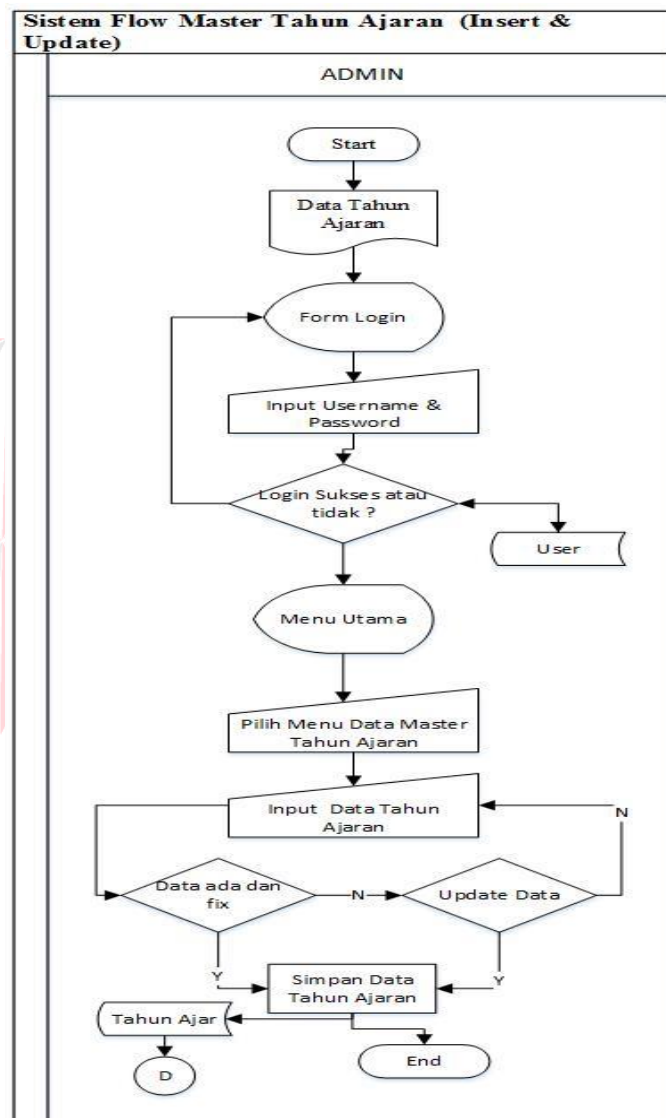 Sistem Flow Master Tahun Ajaran (Insert &
Update)
ADMIN
Start
Data Tahun
Ajaran
Form Login
Input Username &
Password
Login Sukses atau
tidak ?
User
Menu Utama
Pilih Menu Data Master
Tahun Ajaran
Input Data Tahun
Ajaran
N
Data ada dan
fix
N
Update Data
Y
Simpan Data
Tahun Ajaran
Y
Tahun Ajar
End
D